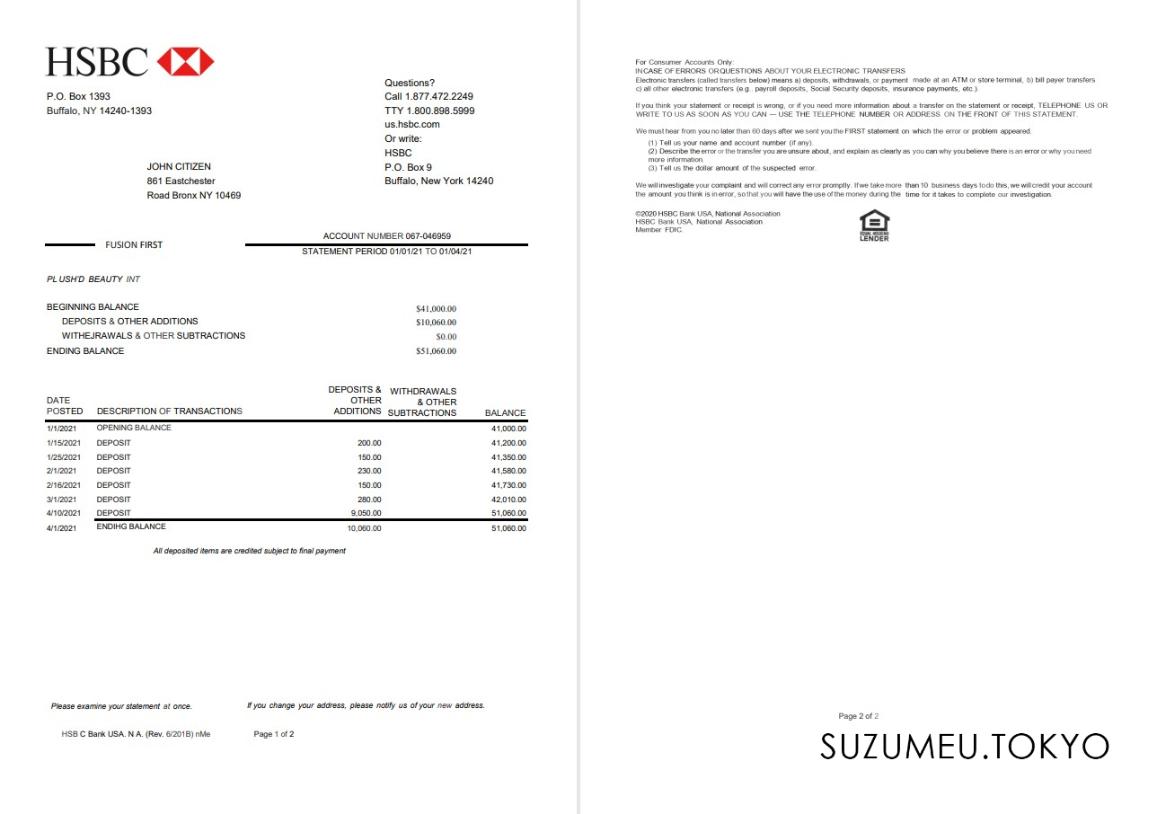 HSBC
P.O. Box 1393
Buffalo, NY 14240-1393
Questions?
Call 1.877.472.2249
TTY 1.800.898.5999
us.hsbc.com
Or write:
HSBC
P.O. Box 9
Buffalo, New York 14240
JOHN CITIZEN
861 Eastchester
Road Bronx NY 10469
ACCOUNT NUMBER 067-046959
FUSION FIRST
STATEMENT PERIOD 01/01/21 TO 01/04/21
PLUSH'D BEAUTY INT
BEGINNING BALANCE $41,000.00
DEPOSITS & OTHER ADDITIONS $10,060.00
WITHEJRAWALS & OTHER SUBTRACTIONS $0.00
ENDING BALANCE $51,060.00
DATE POSTED DESCRIPTION OF TRANSACTIONS DEPOSITS & OTHER ADDITIONS WITHDRAWALS & OTHER SUBTRACTIONS BALANCE
1/1/2021 OPENING BALANCE 41,000.00
1/15/2021 DEPOSIT 200.00 41,200.00
1/25/2021 DEPOSIT 150.00 41,350.00
2/1/2021 DEPOSIT 230.00 41,580.00
2/16/2021 DEPOSIT 150.00 41,730.00
3/1/2021 DEPOSIT 280.00 42,010.00
4/10/2021 DEPOSIT 9,050.00 51,060.00
4/1/2021 ENDIHG BALANCE 10,060.00 51,060.00
All deposited items are credited subject to final payment
Please examine your statement at once. If you change your address, please notify us of your new address.
HSB C Bank USA. N A. (Rev. 6/201B) nMe Page 1 of 2
For Consumer Accounts Only:
IN CASE OF ERRORS OR QUESTIONS ABOUT YOUR ELECTRONIC TRANSFERS
Electronic transfers (called transfers below) means a) deposits, withdrawals, or payment made at an ATM or store terminal, b) bill payer transfers
c) all other electronic transfers (e.g., payroll deposits, Social Security deposits, insurance payments, etc.).
If you think your statement or receipt is wrong, or if you need more information about a transfer on the statement or receipt, TELEPHONE US OR
WRITE TO US AS SOON AS YOU CAN — USE THE TELEPHONE NUMBER OR ADDRESS ON THE FRONT OF THIS STATEMENT.
We must hear from you no later than 60 days after we sent you the FIRST statement on which the error or problem appeared.
(1) Tell us your name and account number (if any).
(2) Describe the error or the transfer you are unsure about, and explain as clearly as you can why you believe there is an error or why you need
more information.
(3) Tell us the dollar amount of the suspected error.
We will investigate your complaint and will correct any error promptly. If we take more than 10 business days to do this, we will credit your account
the amount you think is in error, so that you will have the use of the money during the time for it takes to complete our investigation.
©2020 HSBC Bank USA, National Association
HSBC Bank USA, National Association
Member FDIC.
EQUAL HOUSING
LENDER
Page 2 of 2
SUZUMEU.TOKYO